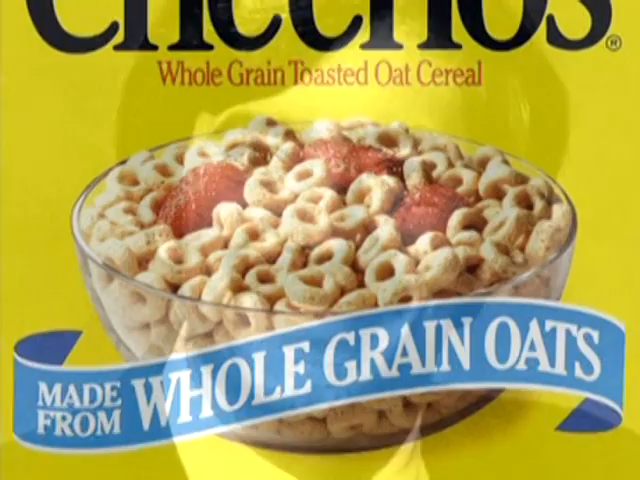 Cheerios®
Whole Grain Toasted Oat Cereal
MADE FROM WHOLE GRAIN OATS